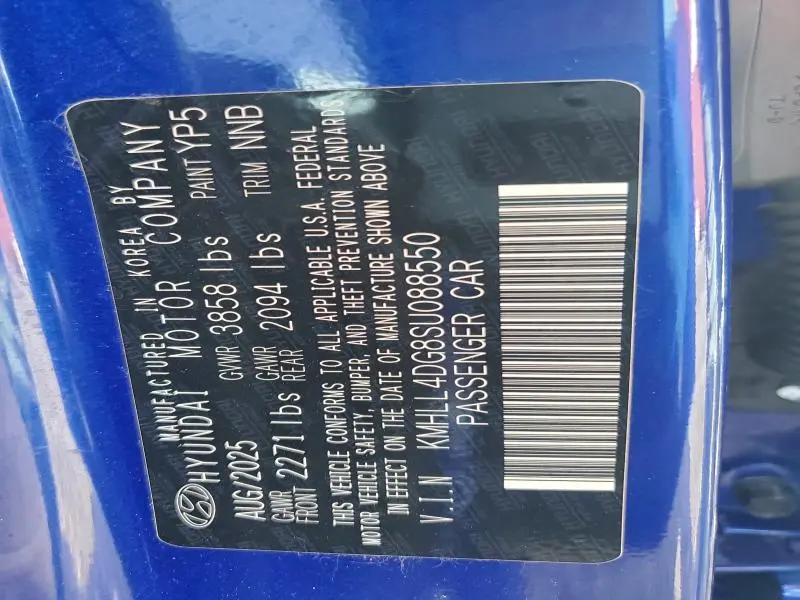 MANUFACTURED IN KOREA BY
HYUNDAI MOTOR COMPANY
AUG/2025 GVWR 3858 lbs PAINT YP5
GAWR FRONT 2271 lbs GAWR REAR 2094 lbs TRIM NNB
THIS VEHICLE CONFORMS TO ALL APPLICABLE U.S.A. FEDERAL
MOTOR VEHICLE SAFETY, BUMPER, AND THEFT PREVENTION STANDARDS
IN EFFECT ON THE DATE OF MANUFACTURE SHOWN ABOVE
V.I.N KMHLL4DG8SU088550
PASSENGER CAR